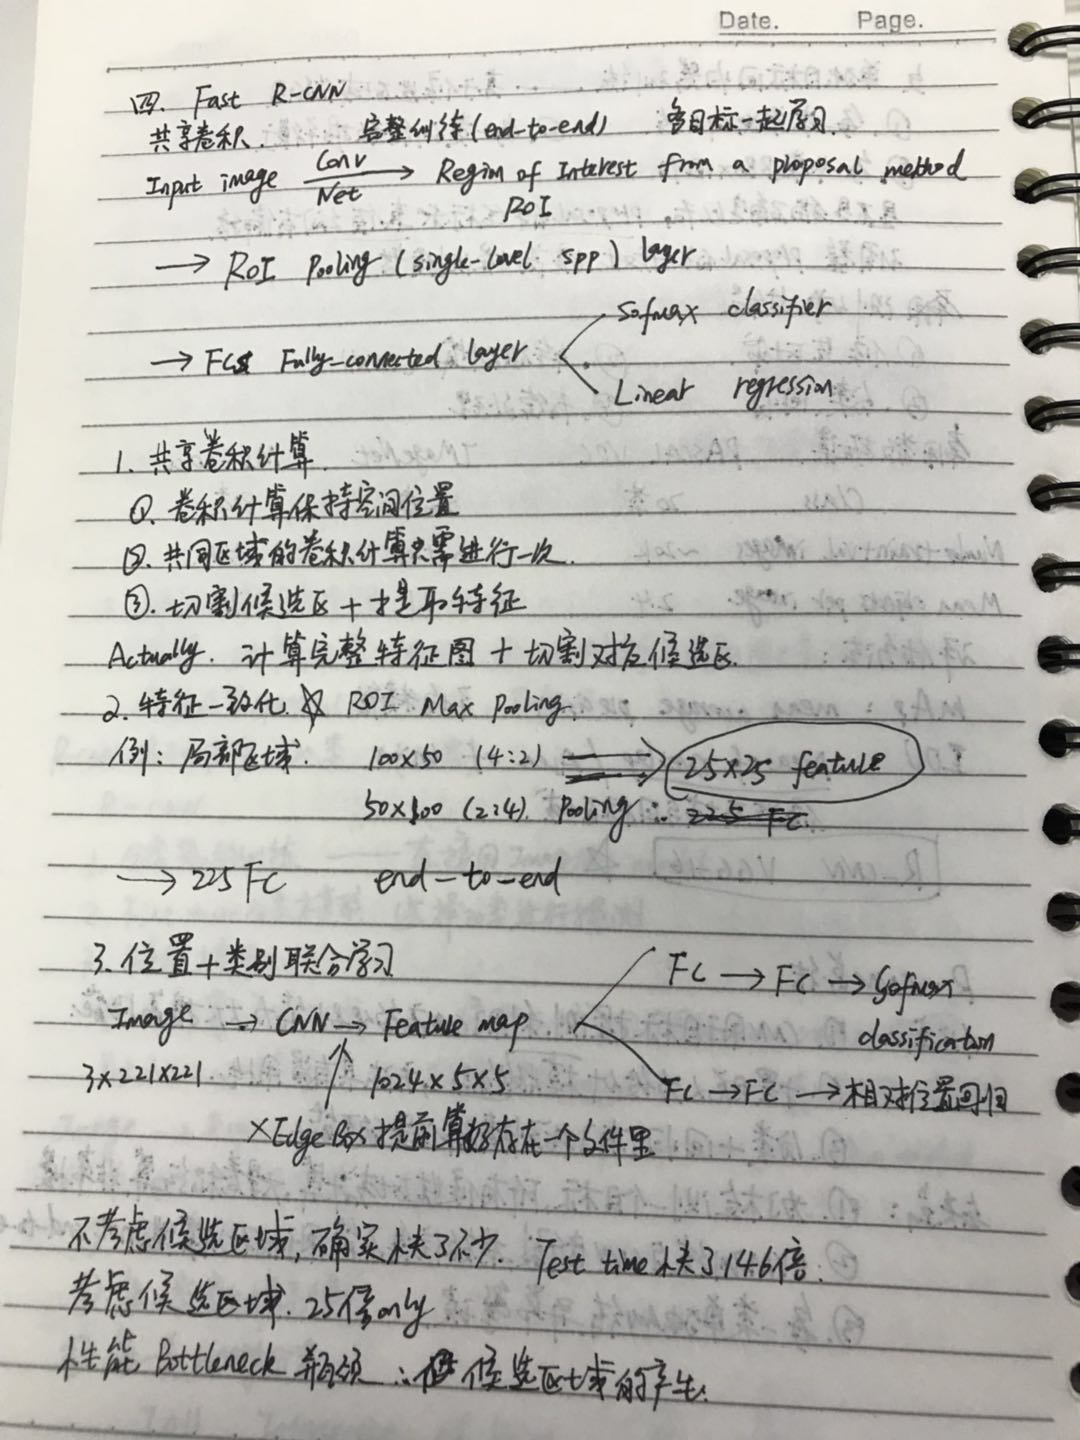 Date. Page.
四. Fast R-CNN
共享卷积. 完整训练(end-to-end) 多目标一起学习.
Input image Conv Net → Region of Interest from a proposal method
ROI
→ ROI Pooling (single-level spp) layer
→ FCs Fully-connected layer
Sofmax classifier
Linear regression
1. 共享卷积计算.
①. 卷积计算保持空间位置
②. 共同区域的卷积计算只需进行一次.
③. 切割候选区 + 提取特征
Actually. 计算完整特征图 + 切割对应候选区.
2. 特征一致化. ☆ ROI Max Pooling.
例: 局部区域. 100×50 (4:2) → 25×25 feature
50×100 (2:4). Pooling ∴ 225 FC.
→ 225 FC end-to-end
3. 位置+类别联合学习
FC → FC → Sofmax
Image → CNN → Feature map
classification
3×221×221. 1024×5×5
FC → FC → 相对位置回归
×Edge Box 提前算好存在一个文件里
不考虑候选区域, 确实快了不少. Test time 快了146倍.
考虑候选区域. 25倍only
性能 Bottleneck 瓶颈 ∴ 候选区域的产生.